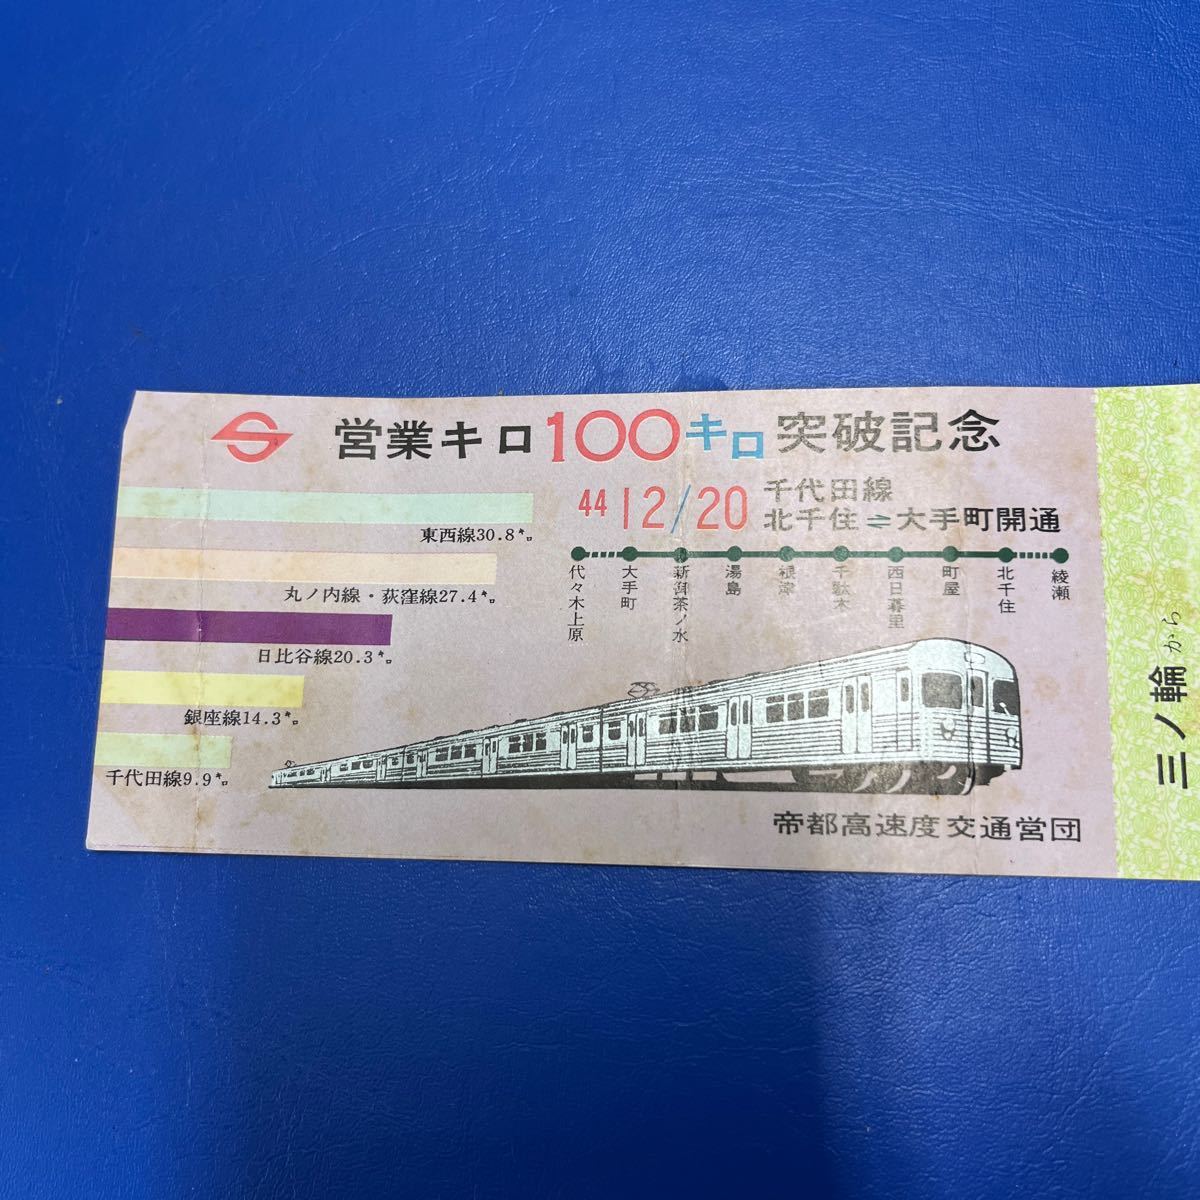 営業キロ100キロ突破記念
44 12/20 千代田線
北千住⇌大手町開通
東西線30.8㌔
丸ノ内線・荻窪線27.4㌔
日比谷線20.3㌔
銀座線14.3㌔
千代田線9.9㌔
代々木上原
大手町
新御茶ノ水
湯島
根津
千駄木
西日暮里
町屋
北千住
綾瀬
帝都高速度交通営団
三ノ輪から